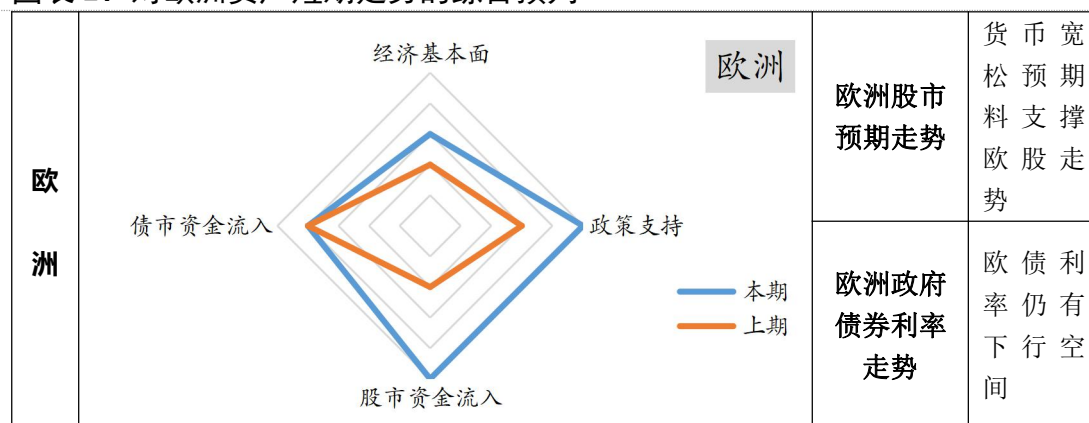 欧
洲
经济基本面
欧洲
债市资金流入
政策支持
本期
上期
股市资金流入
欧洲股市
预期走势
货币宽
松预期
料支撑
欧股走
势
欧洲政府
债券利率
走势
欧债利
率仍有
下行空
间